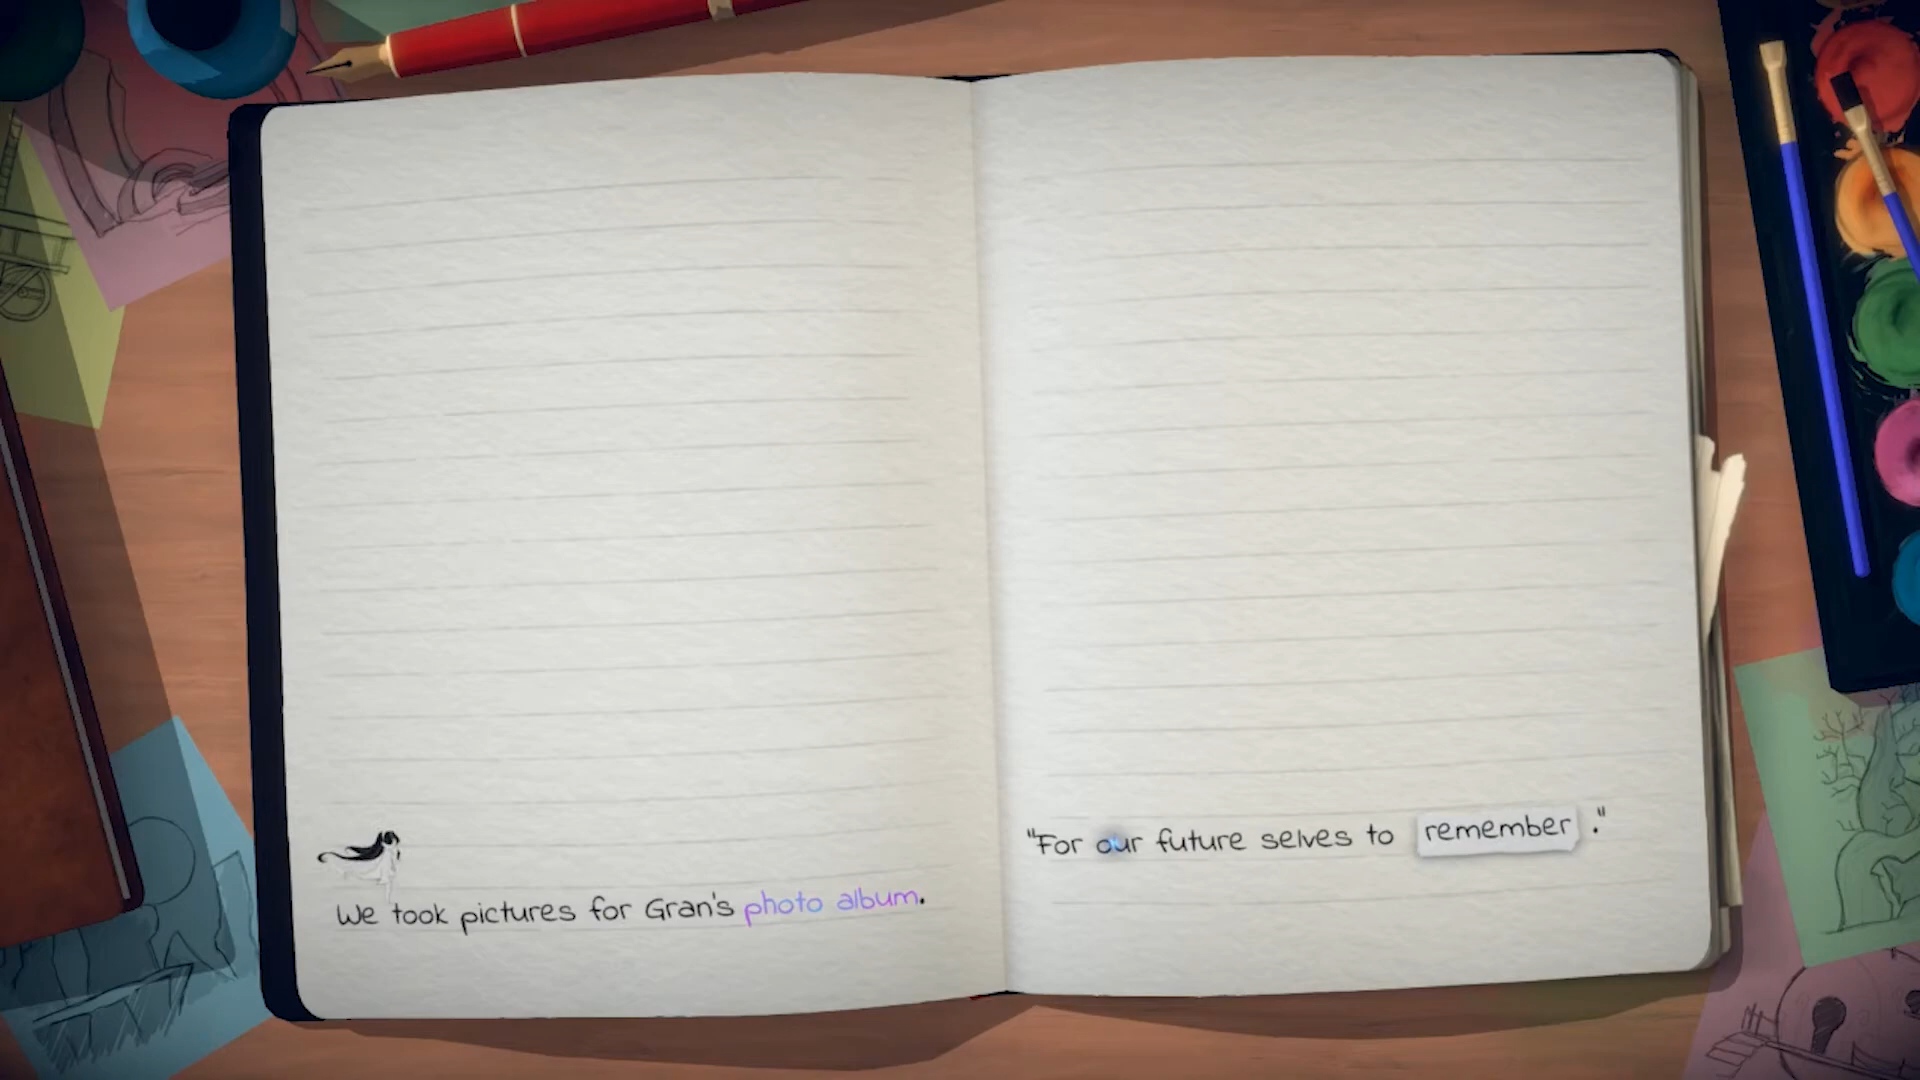 We took pictures for Gran's photo album.
"For our future selves to remember ."